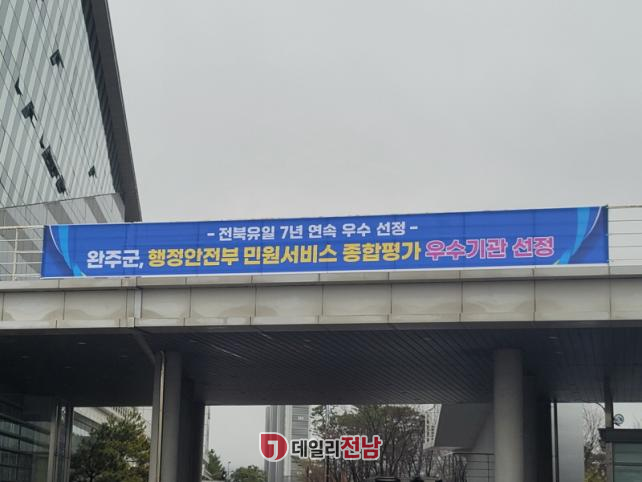 - 전북유일 7년 연속 우수 선정 -
완주군, 행정안전부 민원서비스 종합평가 우수기관 선정
데일리전남